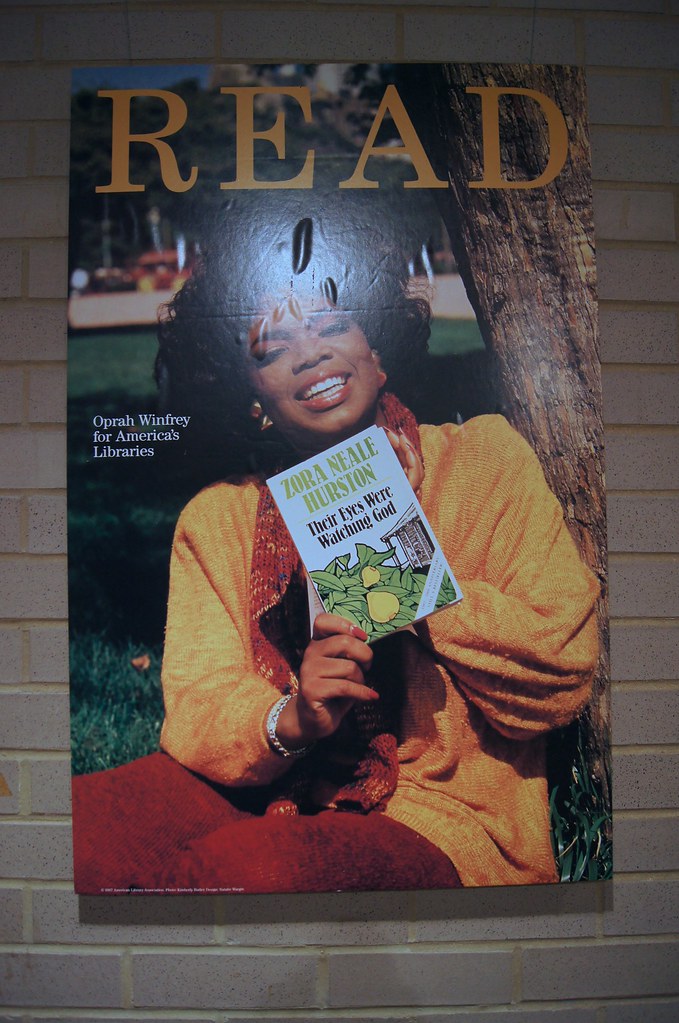 READ
Oprah Winfrey
for America's
Libraries
ZORA NEALE
HURSTON
Their Eyes Were
Watching God